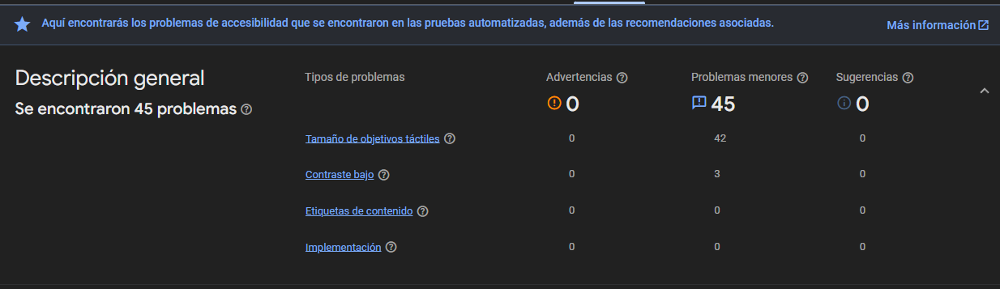 Aquí encontrarás los problemas de accesibilidad que se encontraron en las pruebas automatizadas, además de las recomendaciones asociadas.
Más información
Descripción general
Se encontraron 45 problemas
Tipos de problemas
Advertencias
Problemas menores
Sugerencias
0
45
0
Tamaño de objetivos táctiles
0
42
0
Contraste bajo
0
3
0
Etiquetas de contenido
0
0
0
Implementación
0
0
0